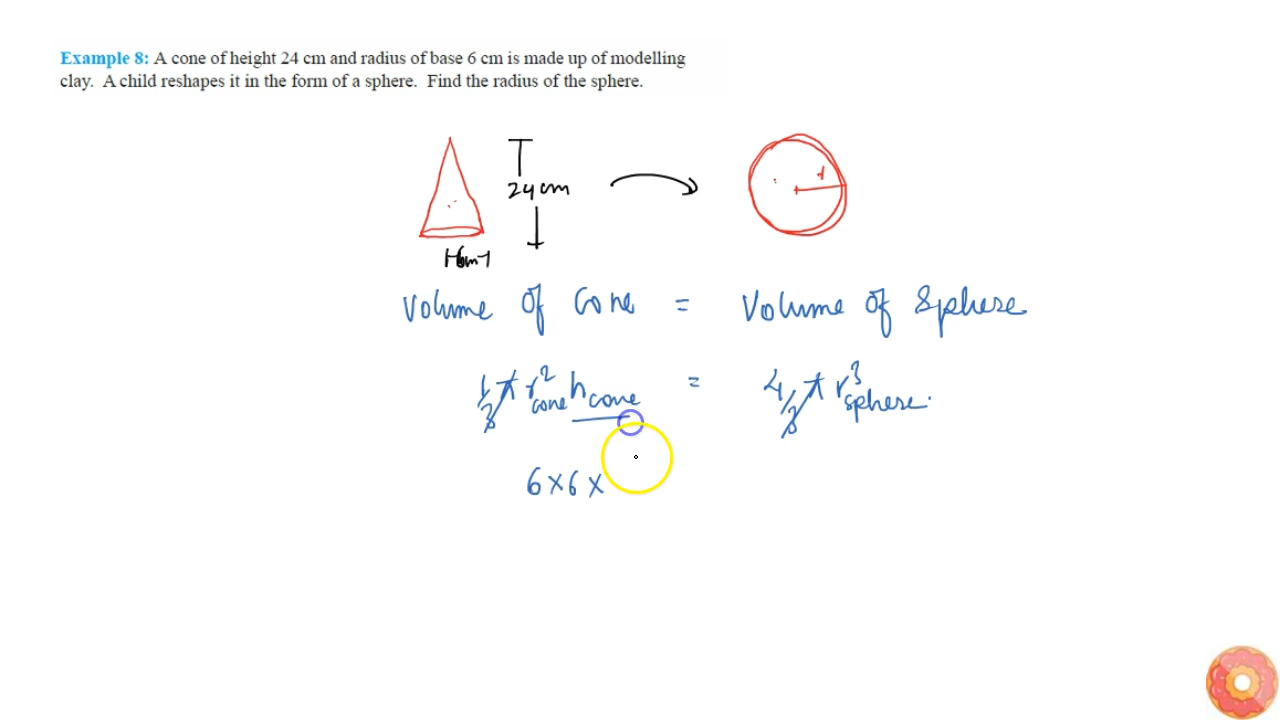 Example 8: A cone of height 24 cm and radius of base 6 cm is made up of modelling
clay. A child reshapes it in the form of a sphere. Find the radius of the sphere.
24 cm
r
6cm
Volume of Cone = Volume of Sphere
1/3 π r²cone hcone = 4/3 π r³sphere.
6×6×